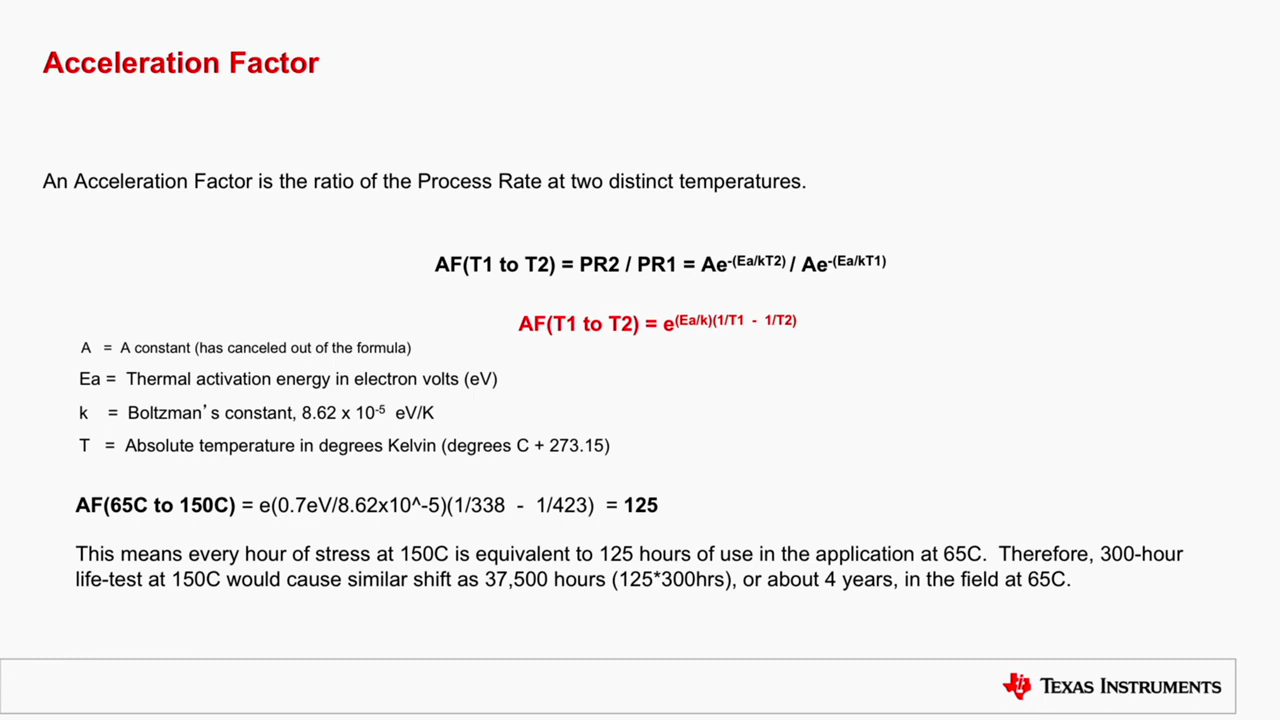 Acceleration Factor
An Acceleration Factor is the ratio of the Process Rate at two distinct temperatures.
AF(T1 to T2) = PR2 / PR1 = Ae-(Ea/kT2) / Ae-(Ea/kT1)
AF(T1 to T2) = e(Ea/k)(1/T1 - 1/T2)
A = A constant (has canceled out of the formula)
Ea = Thermal activation energy in electron volts (eV)
k = Boltzman's constant, 8.62 x 10-5 eV/K
T = Absolute temperature in degrees Kelvin (degrees C + 273.15)
AF(65C to 150C) = e(0.7eV/8.62x10^-5)(1/338 - 1/423) = 125
This means every hour of stress at 150C is equivalent to 125 hours of use in the application at 65C. Therefore, 300-hour
life-test at 150C would cause similar shift as 37,500 hours (125*300hrs), or about 4 years, in the field at 65C.
TEXAS INSTRUMENTS